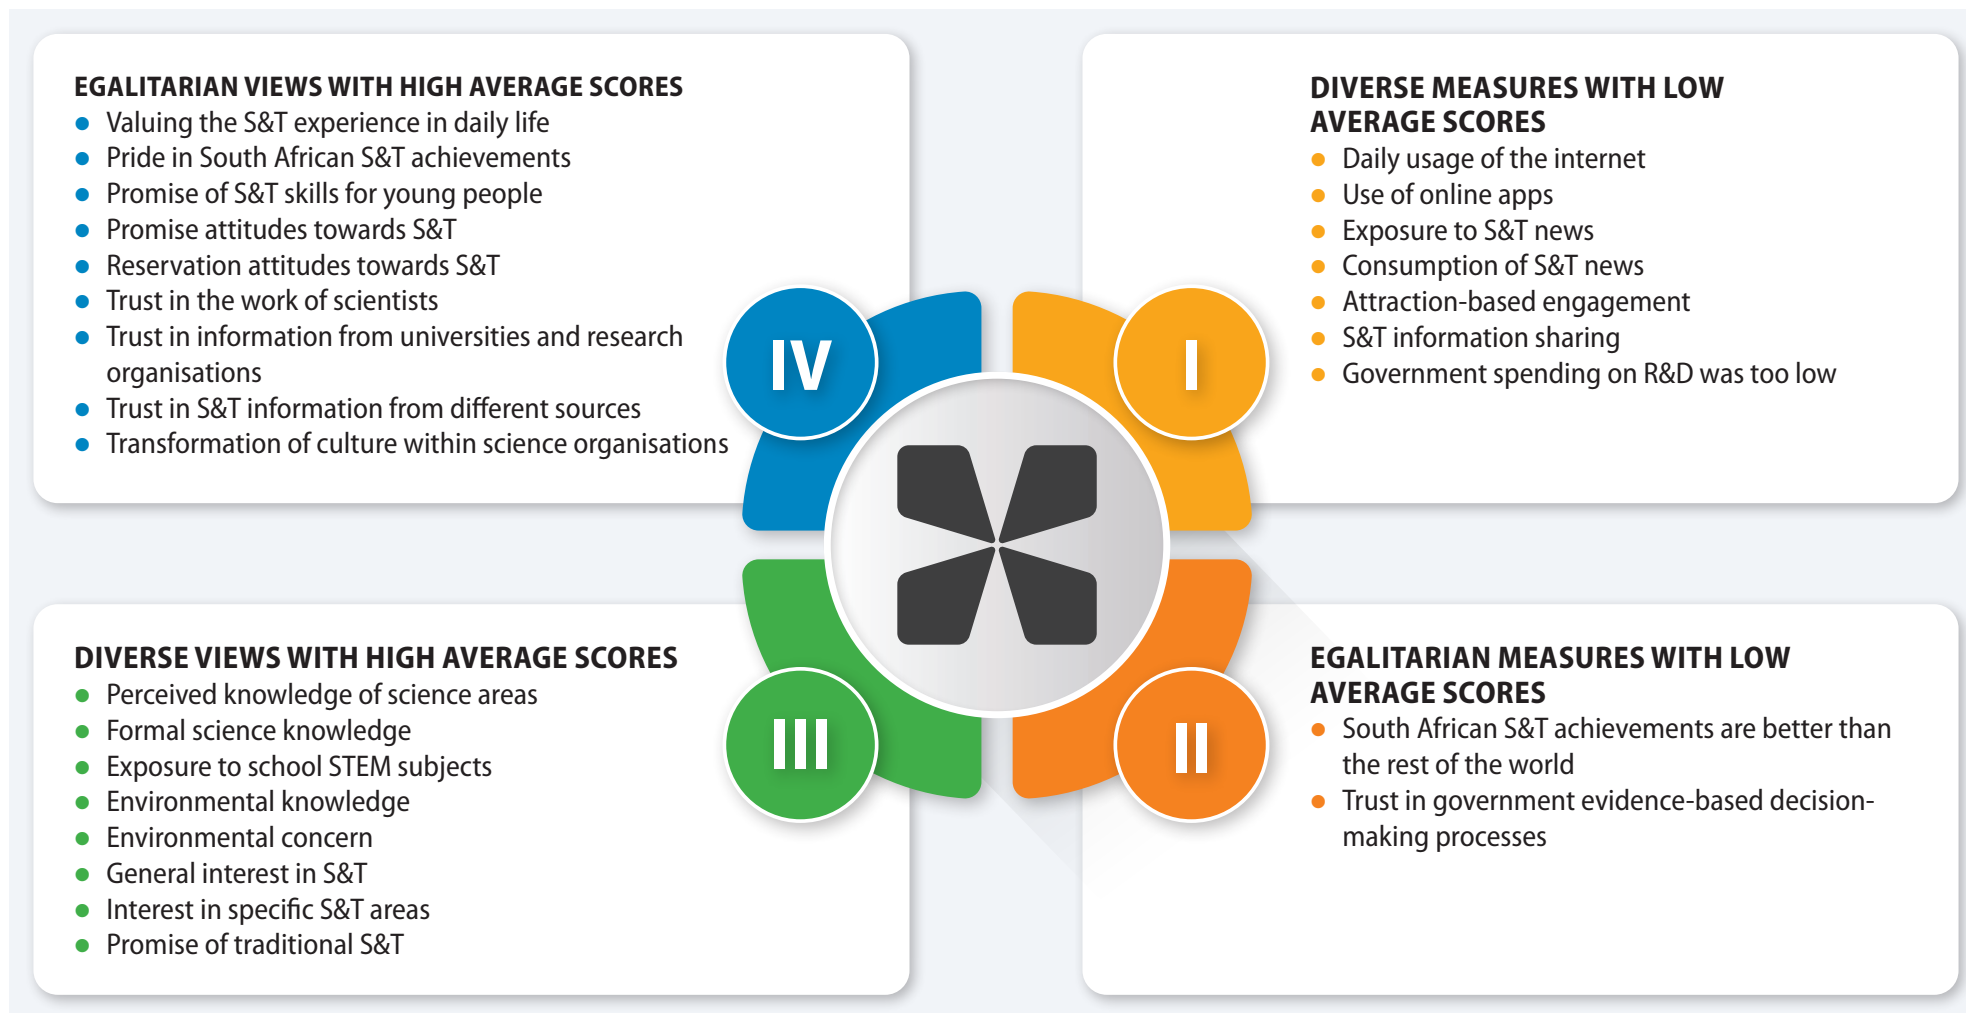 EGALITARIAN VIEWS WITH HIGH AVERAGE SCORES
Valuing the S&T experience in daily life
Pride in South African S&T achievements
Promise of S&T skills for young people
Promise attitudes towards S&T
Reservation attitudes towards S&T
Trust in the work of scientists
Trust in information from universities and research
organisations
Trust in S&T information from different sources
Transformation of culture within science organisations
IV
DIVERSE MEASURES WITH LOW
AVERAGE SCORES
Daily usage of the internet
Use of online apps
Exposure to S&T news
Consumption of S&T news
Attraction-based engagement
S&T information sharing
Government spending on R&D was too low
I
DIVERSE VIEWS WITH HIGH AVERAGE SCORES
Perceived knowledge of science areas
Formal science knowledge
Exposure to school STEM subjects
Environmental knowledge
Environmental concern
General interest in S&T
Interest in specific S&T areas
Promise of traditional S&T
III
EGALITARIAN MEASURES WITH LOW
AVERAGE SCORES
South African S&T achievements are better than
the rest of the world
Trust in government evidence-based decision-
making processes
II